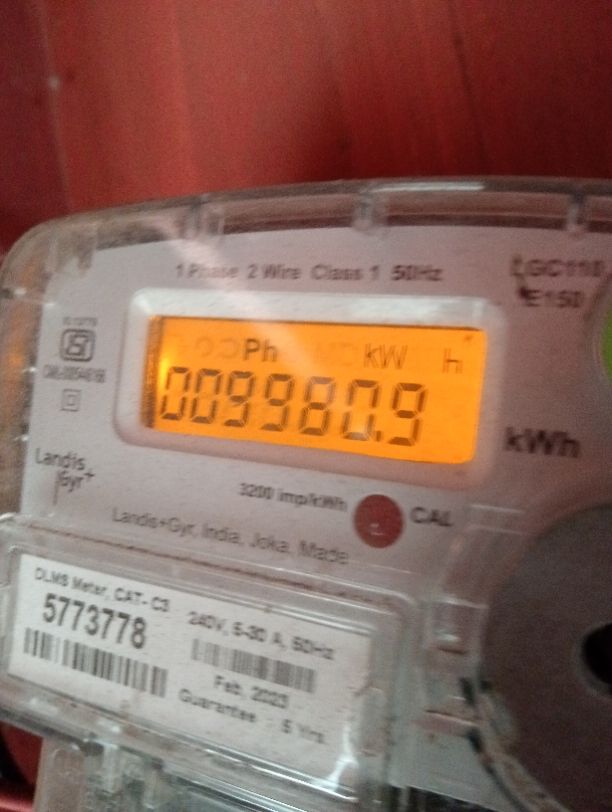 1 Phase 2 Wire Class 1 50Hz
LGC110
E150
Ph kW h
009980.9
kWh
Landis
Gyr+
3200 imp/kWh
CAL
Landis+Gyr, India, Joka, Made
DLMS Meter, CAT- C3
5773778
240V, 5-30 A, 50Hz
Feb, 2023
Guarantee : 5 Yrs.